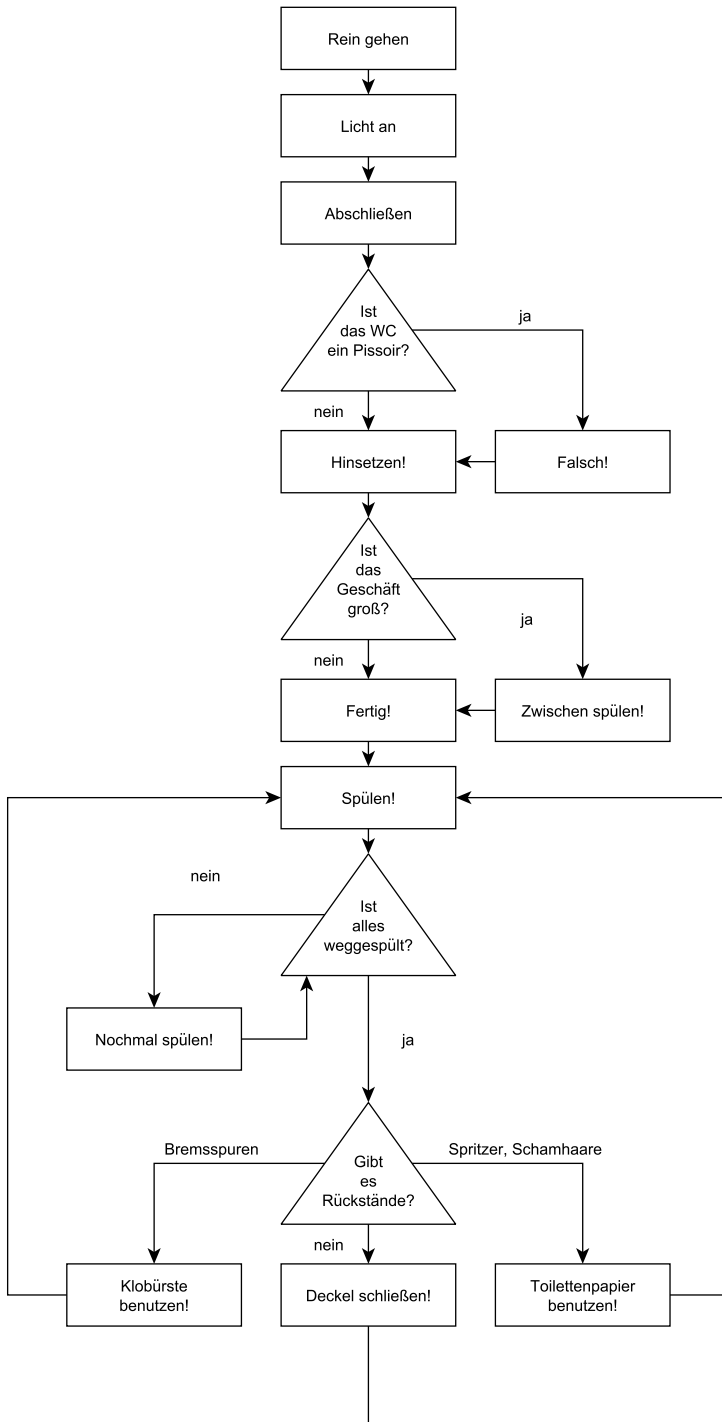 Rein gehen
Licht an
Abschließen
Ist
das WC
ein Pissoir?
ja
nein
Hinsetzen!
Falsch!
Ist
das
Geschäft
groß?
ja
nein
Fertig!
Zwischen spülen!
Spülen!
nein
Ist
alles
weggespült?
Nochmal spülen!
ja
Bremsspuren
Spritzer, Schamhaare
Gibt
es
Rückstände?
nein
Klobürste
benutzen!
Deckel schließen!
Toilettenpapier
benutzen!